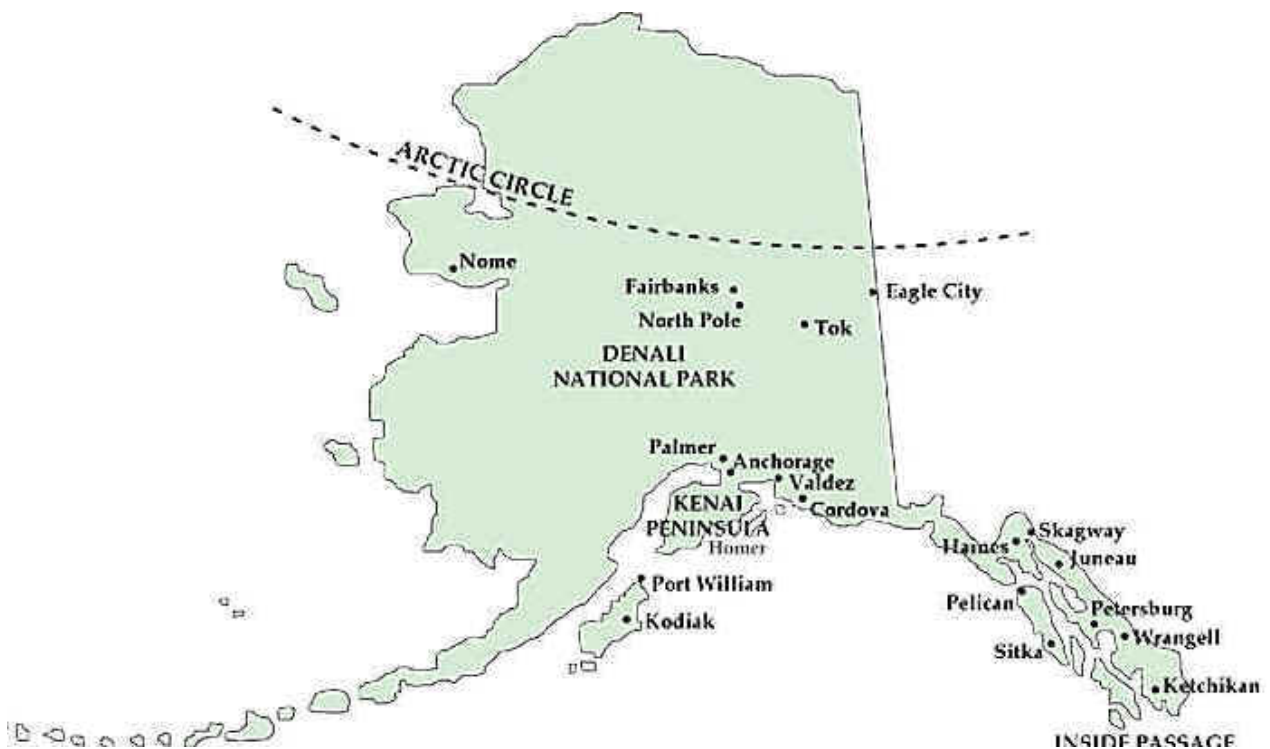 ARCTIC CIRCLE
Nome
Fairbanks
Eagle City
North Pole
Tok
DENALI
NATIONAL PARK
Palmer
Anchorage
Valdez
KENAI
PENINSULA
Cordova
Homer
Skagway
Haines
Juneau
Port William
Pelican
Kodiak
Petersburg
Wrangell
Sitka
Ketchikan
INSIDE PASSAGE